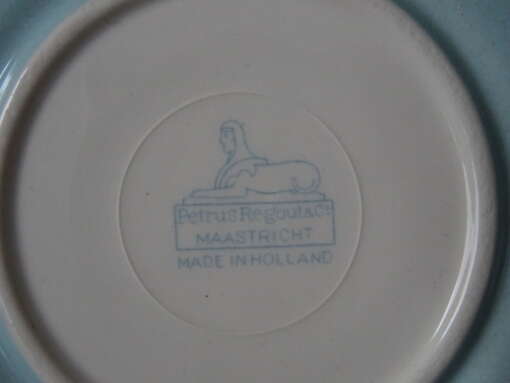 Petrus Regout & Co
MAASTRICHT
MADE IN HOLLAND